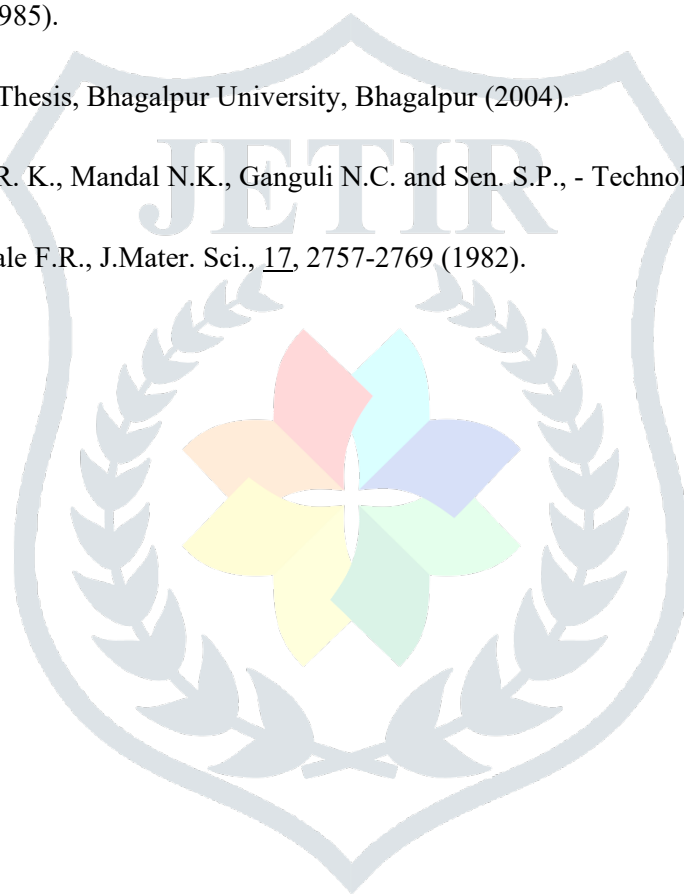 985).
Thesis, Bhagalpur University, Bhagalpur (2004).
R. K., Mandal N.K., Ganguli N.C. and Sen. S.P., - Technol
ale F.R., J.Mater. Sci., 17, 2757-2769 (1982).
JETIR